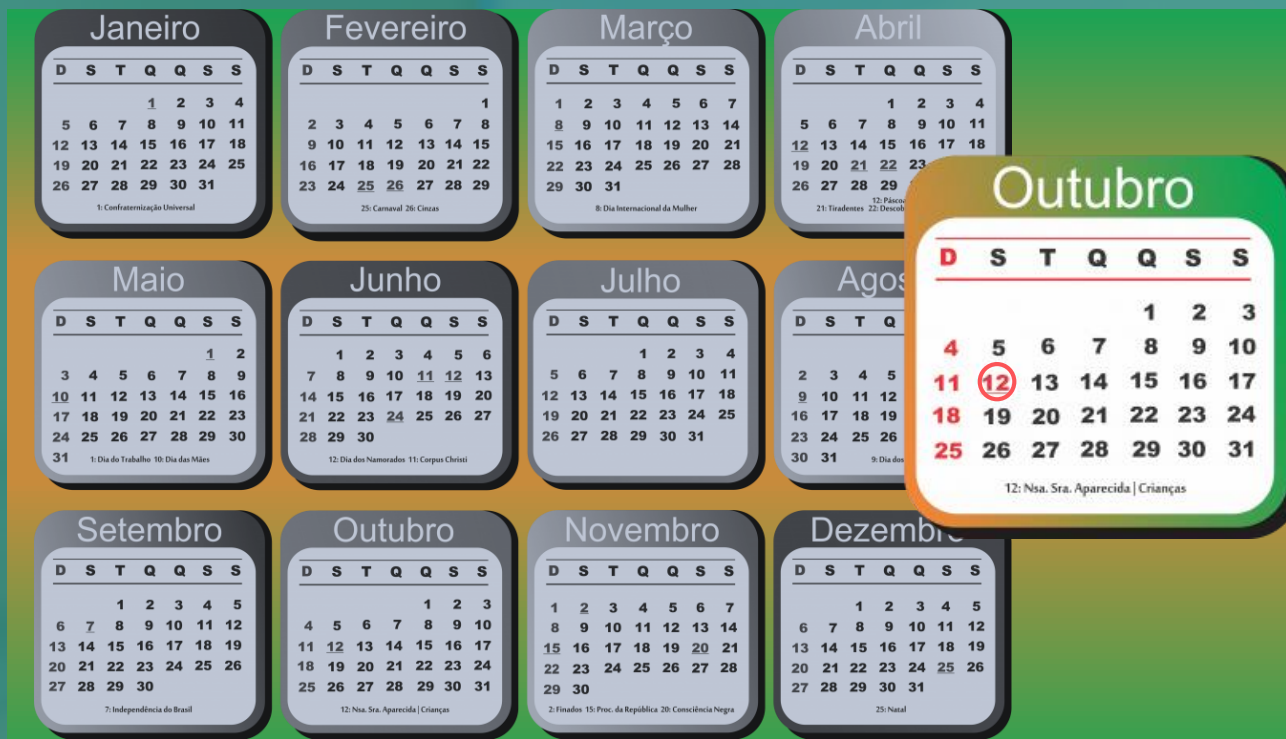 Janeiro
D S T Q Q S S
1 2 3 4
5 6 7 8 9 10 11
12 13 14 15 16 17 18
19 20 21 22 23 24 25
26 27 28 29 30 31
1: Confraternização Universal
Fevereiro
D S T Q Q S S
1
2 3 4 5 6 7 8
9 10 11 12 13 14 15
16 17 18 19 20 21 22
23 24 25 26 27 28 29
25: Carnaval 26: Cinzas
Março
D S T Q Q S S
1 2 3 4 5 6 7
8 9 10 11 12 13 14
15 16 17 18 19 20 21
22 23 24 25 26 27 28
29 30 31
8: Dia Internacional da Mulher
Abril
D S T Q Q S S
1 2 3 4
5 6 7 8 9 10 11
12 13 14 15 16 17 18
19 20 21 22 23
26 27 28 29
12: Páscoa
21: Tiradentes 22: Descob
Outubro
D S T Q Q S S
1 2 3
4 5 6 7 8 9 10
11 12 13 14 15 16 17
18 19 20 21 22 23 24
25 26 27 28 29 30 31
12: Nsa. Sra. Aparecida | Crianças
Maio
D S T Q Q S S
1 2
3 4 5 6 7 8 9
10 11 12 13 14 15 16
17 18 19 20 21 22 23
24 25 26 27 28 29 30
31 1: Dia do Trabalho 10: Dia das Mães
Junho
D S T Q Q S S
1 2 3 4 5 6
7 8 9 10 11 12 13
14 15 16 17 18 19 20
21 22 23 24 25 26 27
28 29 30
12: Dia dos Namorados 11: Corpus Christi
Julho
D S T Q Q S S
1 2 3 4
5 6 7 8 9 10 11
12 13 14 15 16 17 18
19 20 21 22 23 24 25
26 27 28 29 30 31
Agos
D S T Q
2 3 4 5
9 10 11 12
16 17 18 19
23 24 25 26
30 31 9: Dia dos
Setembro
D S T Q Q S S
1 2 3 4 5
6 7 8 9 10 11 12
13 14 15 16 17 18 19
20 21 22 23 24 25 26
27 28 29 30
7: Independência do Brasil
Outubro
D S T Q Q S S
1 2 3
4 5 6 7 8 9 10
11 12 13 14 15 16 17
18 19 20 21 22 23 24
25 26 27 28 29 30 31
12: Nsa. Sra. Aparecida | Crianças
Novembro
D S T Q Q S S
1 2 3 4 5 6 7
8 9 10 11 12 13 14
15 16 17 18 19 20 21
22 23 24 25 26 27 28
29 30
2: Finados 15: Proc. da República 20: Consciência Negra
Dezembro
D S T Q Q S S
1 2 3 4 5
6 7 8 9 10 11 12
13 14 15 16 17 18 19
20 21 22 23 24 25 26
27 28 29 30 31
25: Natal